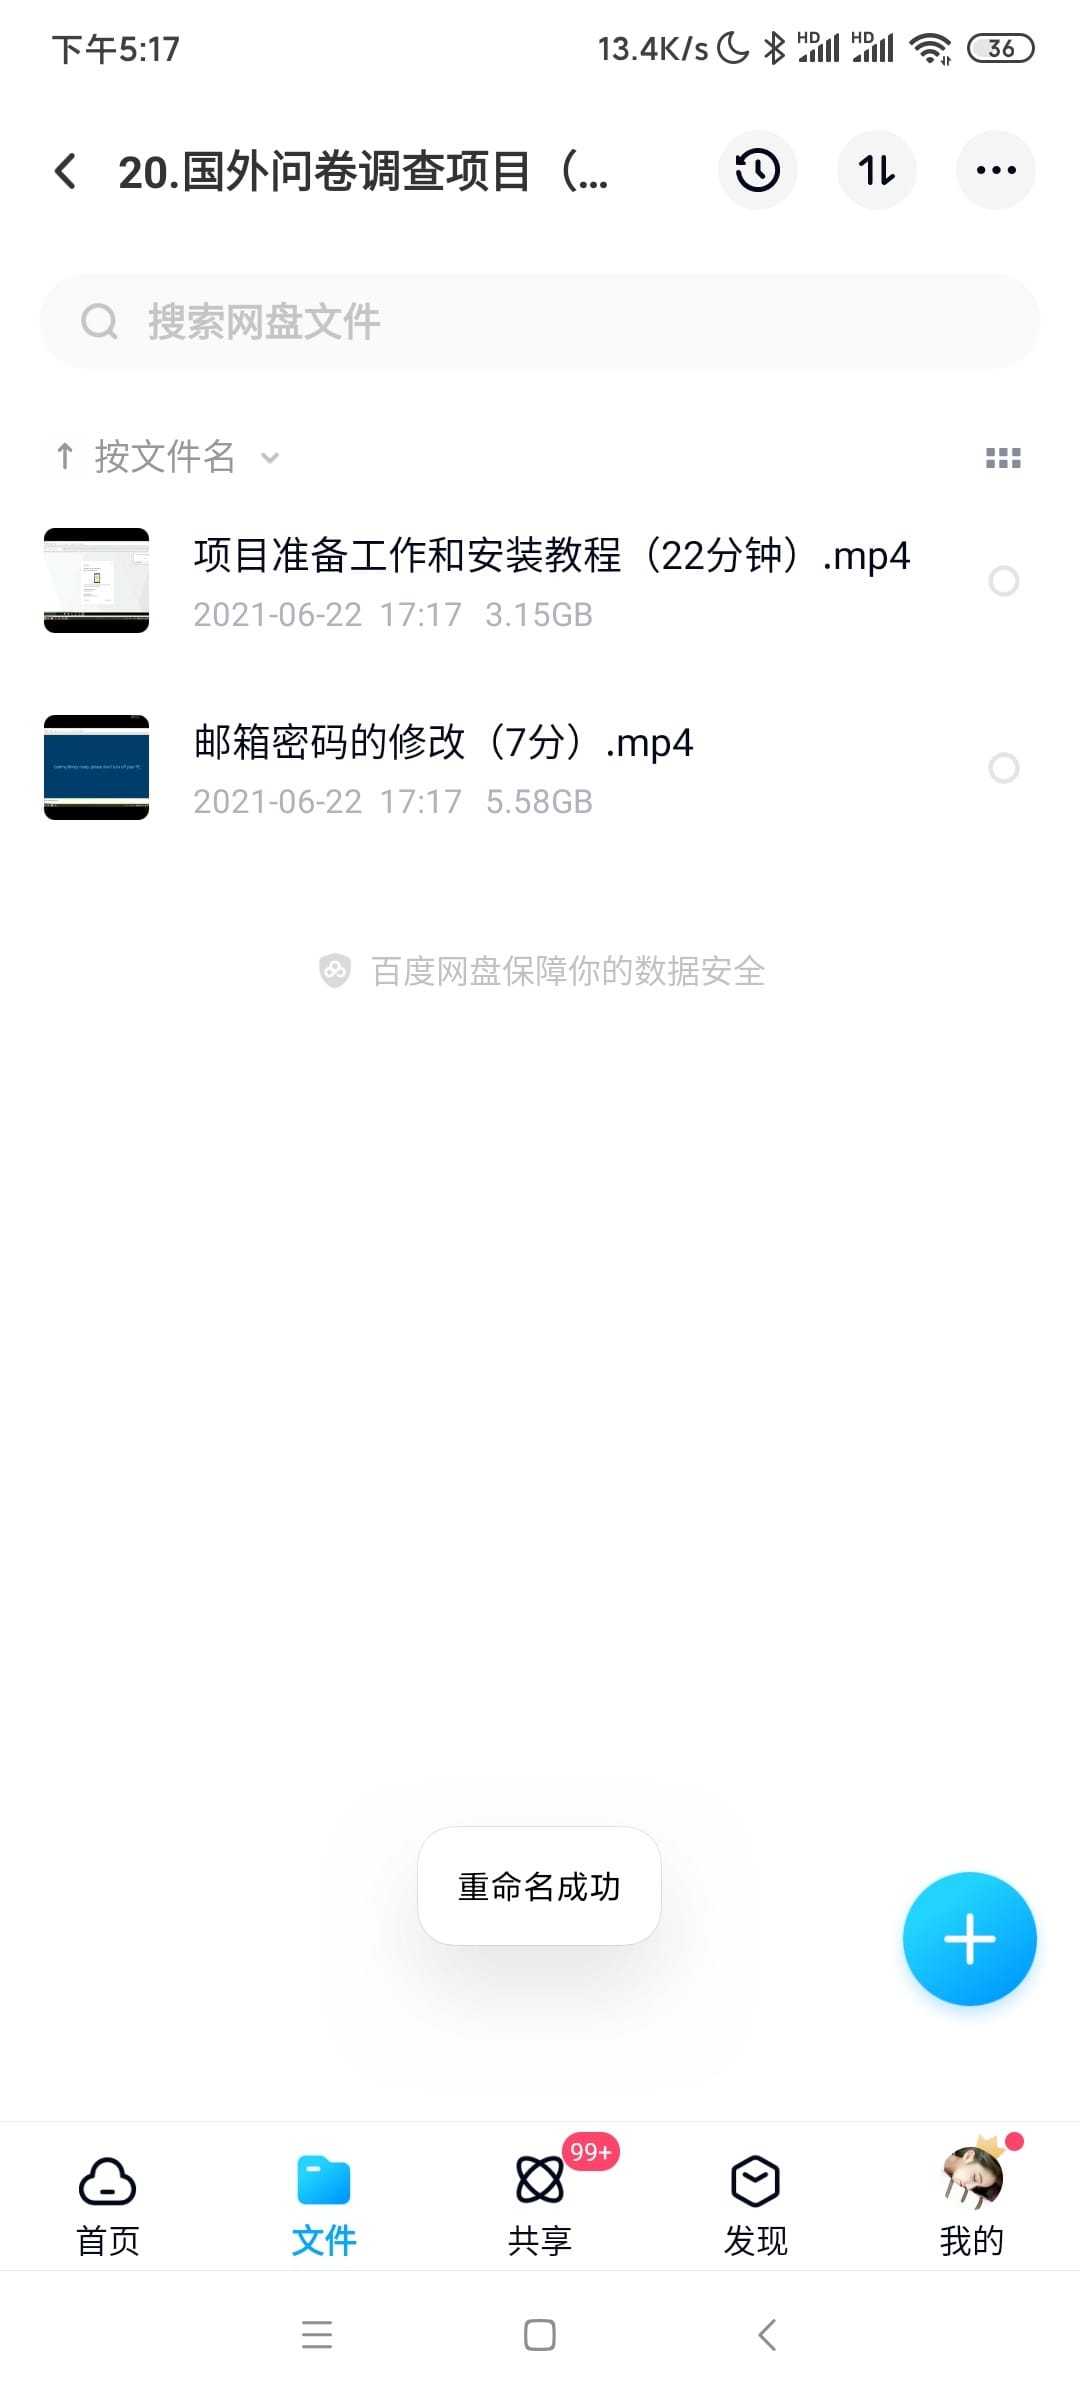 下午5:17
13.4K/s HD HD 36
20.国外问卷调查项目（...
搜索网盘文件
按文件名
项目准备工作和安装教程（22分钟）.mp4
2021-06-22 17:17 3.15GB
邮箱密码的修改（7分）.mp4
2021-06-22 17:17 5.58GB
百度网盘保障你的数据安全
重命名成功
99+
首页 文件 共享 发现 我的